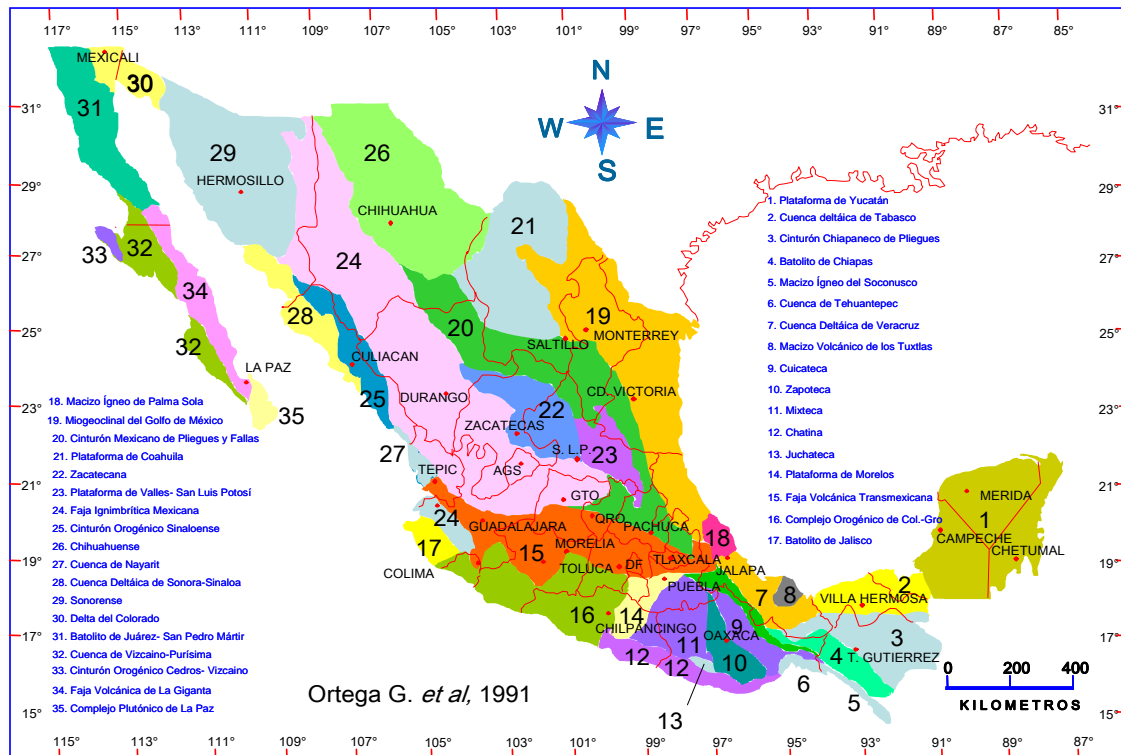 117° 115° 113° 111° 109° 107° 105° 103° 101° 99° 97° 95° 93° 91° 89° 87° 85°
MEXICALI
30
N
W E
S
31° 31 31°
29 26
HERMOSILLO
29° 29°
CHIHUAHUA
21
33 32 24
27° 27°
34
28 20 19
25° MONTERREY 25°
SALTILLO
32
LA PAZ CULIACAN
CD. VICTORIA
DURANGO
35 25 22
23° 23°
ZACATECAS
23
27 S. L.P.
TEPIC AGS
21° 21°
GTO
MERIDA
24 QRO
GUADALAJARA PACHUCA
1
17 MORELIA 18 CAMPECHE
15 CHETUMAL
19° TOLUCA DF TLAXCALA 19°
COLIMA JALAPA
PUEBLA 2
7 8 VILLA HERMOSA
16 14
CHILPANCINGO 9
17° OAXACA 17°
11 3
12 4
12 10 T. GUTIERREZ
6
5
13
15° 15°
1. Plataforma de Yucatán
2. Cuenca deltáica de Tabasco
3. Cinturón Chiapaneco de Pliegues
4. Batolito de Chiapas
5. Macizo Ígneo del Soconusco
6. Cuenca de Tehuantepec
7. Cuenca Deltáica de Veracruz
8. Macizo Volcánico de los Tuxtlas
9. Cuicateca
10. Zapoteca
11. Mixteca
12. Chatina
13. Juchateca
14. Plataforma de Morelos
15. Faja Volcánica Transmexicana
16. Complejo Orogénico de Col.-Gro
17. Batolito de Jalisco
18. Macizo Ígneo de Palma Sola
19. Miogeoclinal del Golfo de México
20. Cinturón Mexicano de Pliegues y Fallas
21. Plataforma de Coahuila
22. Zacatecana
23. Plataforma de Valles- San Luis Potosí
24. Faja Ignimbrítica Mexicana
25. Cinturón Orogénico Sinaloense
26. Chihuahuense
27. Cuenca de Nayarit
28. Cuenca Deltáica de Sonora-Sinaloa
29. Sonorense
30. Delta del Colorado
31. Batolito de Juárez- San Pedro Mártir
32. Cuenca de Vizcaino-Purísima
33. Cinturón Orogénico Cedros- Vizcaino
34. Faja Volcánica de La Giganta
35. Complejo Plutónico de La Paz
Ortega G. et al, 1991
0 200 400
KILOMETROS
115° 113° 111° 109° 107° 105° 103° 101° 99° 97° 95° 93° 91° 89° 87°